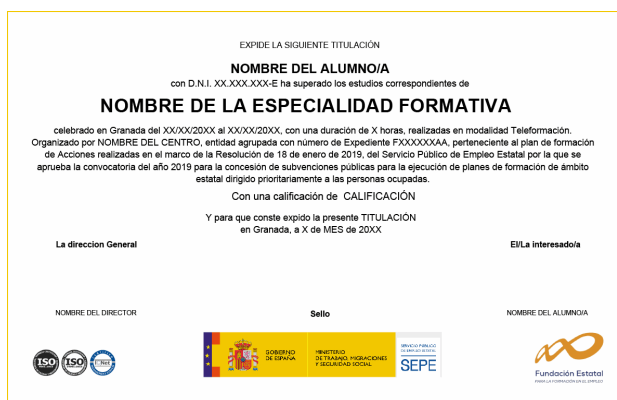 EXPIDE LA SIGUIENTE TITULACIÓN
NOMBRE DEL ALUMNO/A
con D.N.I. XX.XXX.XXX-E ha superado los estudios correspondientes de
NOMBRE DE LA ESPECIALIDAD FORMATIVA
celebrado en Granada del XX/XX/20XX al XX/XX/20XX, con una duración de X horas, realizadas en modalidad Teleformación.
Organizado por NOMBRE DEL CENTRO, entidad agrupada con número de Expediente FXXXXXXAA, perteneciente al plan de formación
de Acciones realizadas en el marco de la Resolución de 18 de enero de 2019, del Servicio Público de Empleo Estatal por la que se
aprueba la convocatoria del año 2019 para la concesión de subvenciones públicas para la ejecución de planes de formación de ámbito
estatal dirigido prioritariamente a las personas ocupadas.
Con una calificación de CALIFICACIÓN
Y para que conste expido la presente TITULACIÓN
en Granada, a X de MES de 20XX
La direccion General
El/La interesado/a
NOMBRE DEL DIRECTOR
Sello
NOMBRE DEL ALUMNO/A
ISO
ISO
GOBIERNO
DE ESPAÑA
MINISTERIO
DE TRABAJO, MIGRACIONES
Y SEGURIDAD SOCIAL
SERVICIO PÚBLICO
DE EMPLEO ESTATAL
SEPE
Fundación Estatal
PARA LA FORMACIÓN EN EL EMPLEO